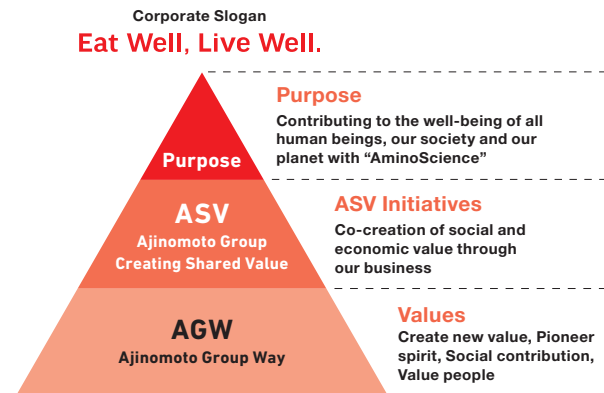 Corporate Slogan
Eat Well, Live Well.
Purpose
Purpose
Contributing to the well-being of all
human beings, our society and our
planet with “AminoScience”
ASV
Ajinomoto Group
Creating Shared Value
ASV Initiatives
Co-creation of social and
economic value through
our business
AGW
Ajinomoto Group Way
Values
Create new value, Pioneer
spirit, Social contribution,
Value people